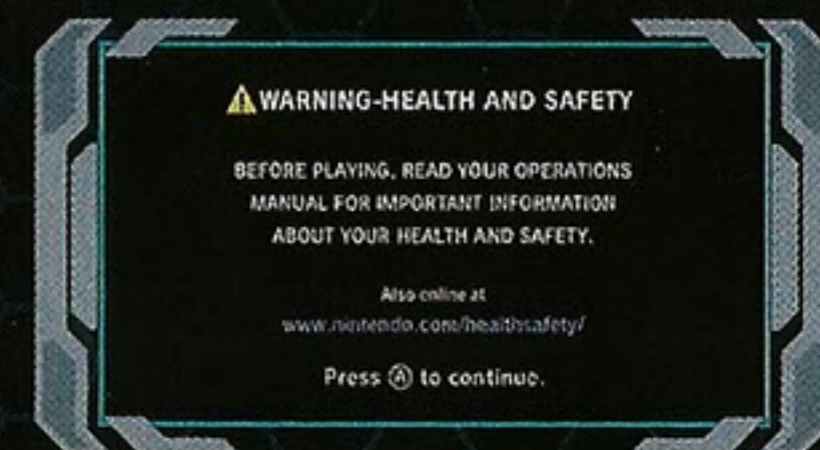 WARNING-HEALTH AND SAFETY
BEFORE PLAYING, READ YOUR OPERATIONS
MANUAL FOR IMPORTANT INFORMATION
ABOUT YOUR HEALTH AND SAFETY.
Also online at
www.nintendo.com/healthsafety/
Press Ⓐ to continue.